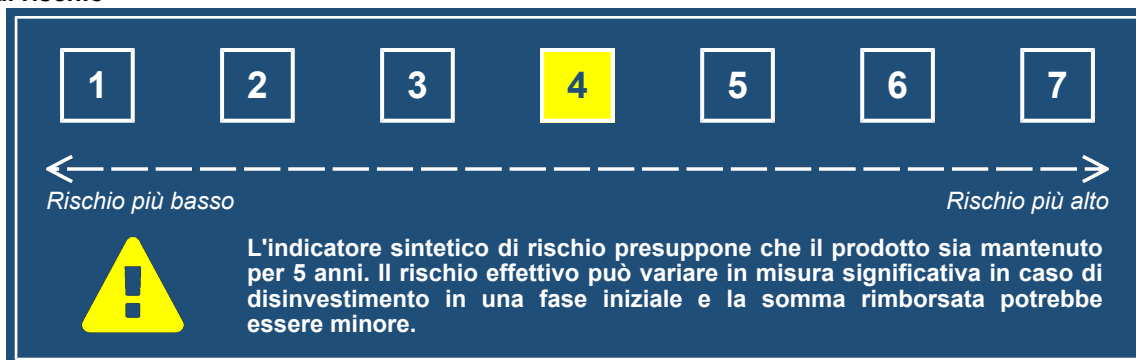 di rischio
1 2 3 4 5 6 7
Rischio più basso Rischio più alto
L'indicatore sintetico di rischio presuppone che il prodotto sia mantenuto
per 5 anni. Il rischio effettivo può variare in misura significativa in caso di
disinvestimento in una fase iniziale e la somma rimborsata potrebbe
essere minore.